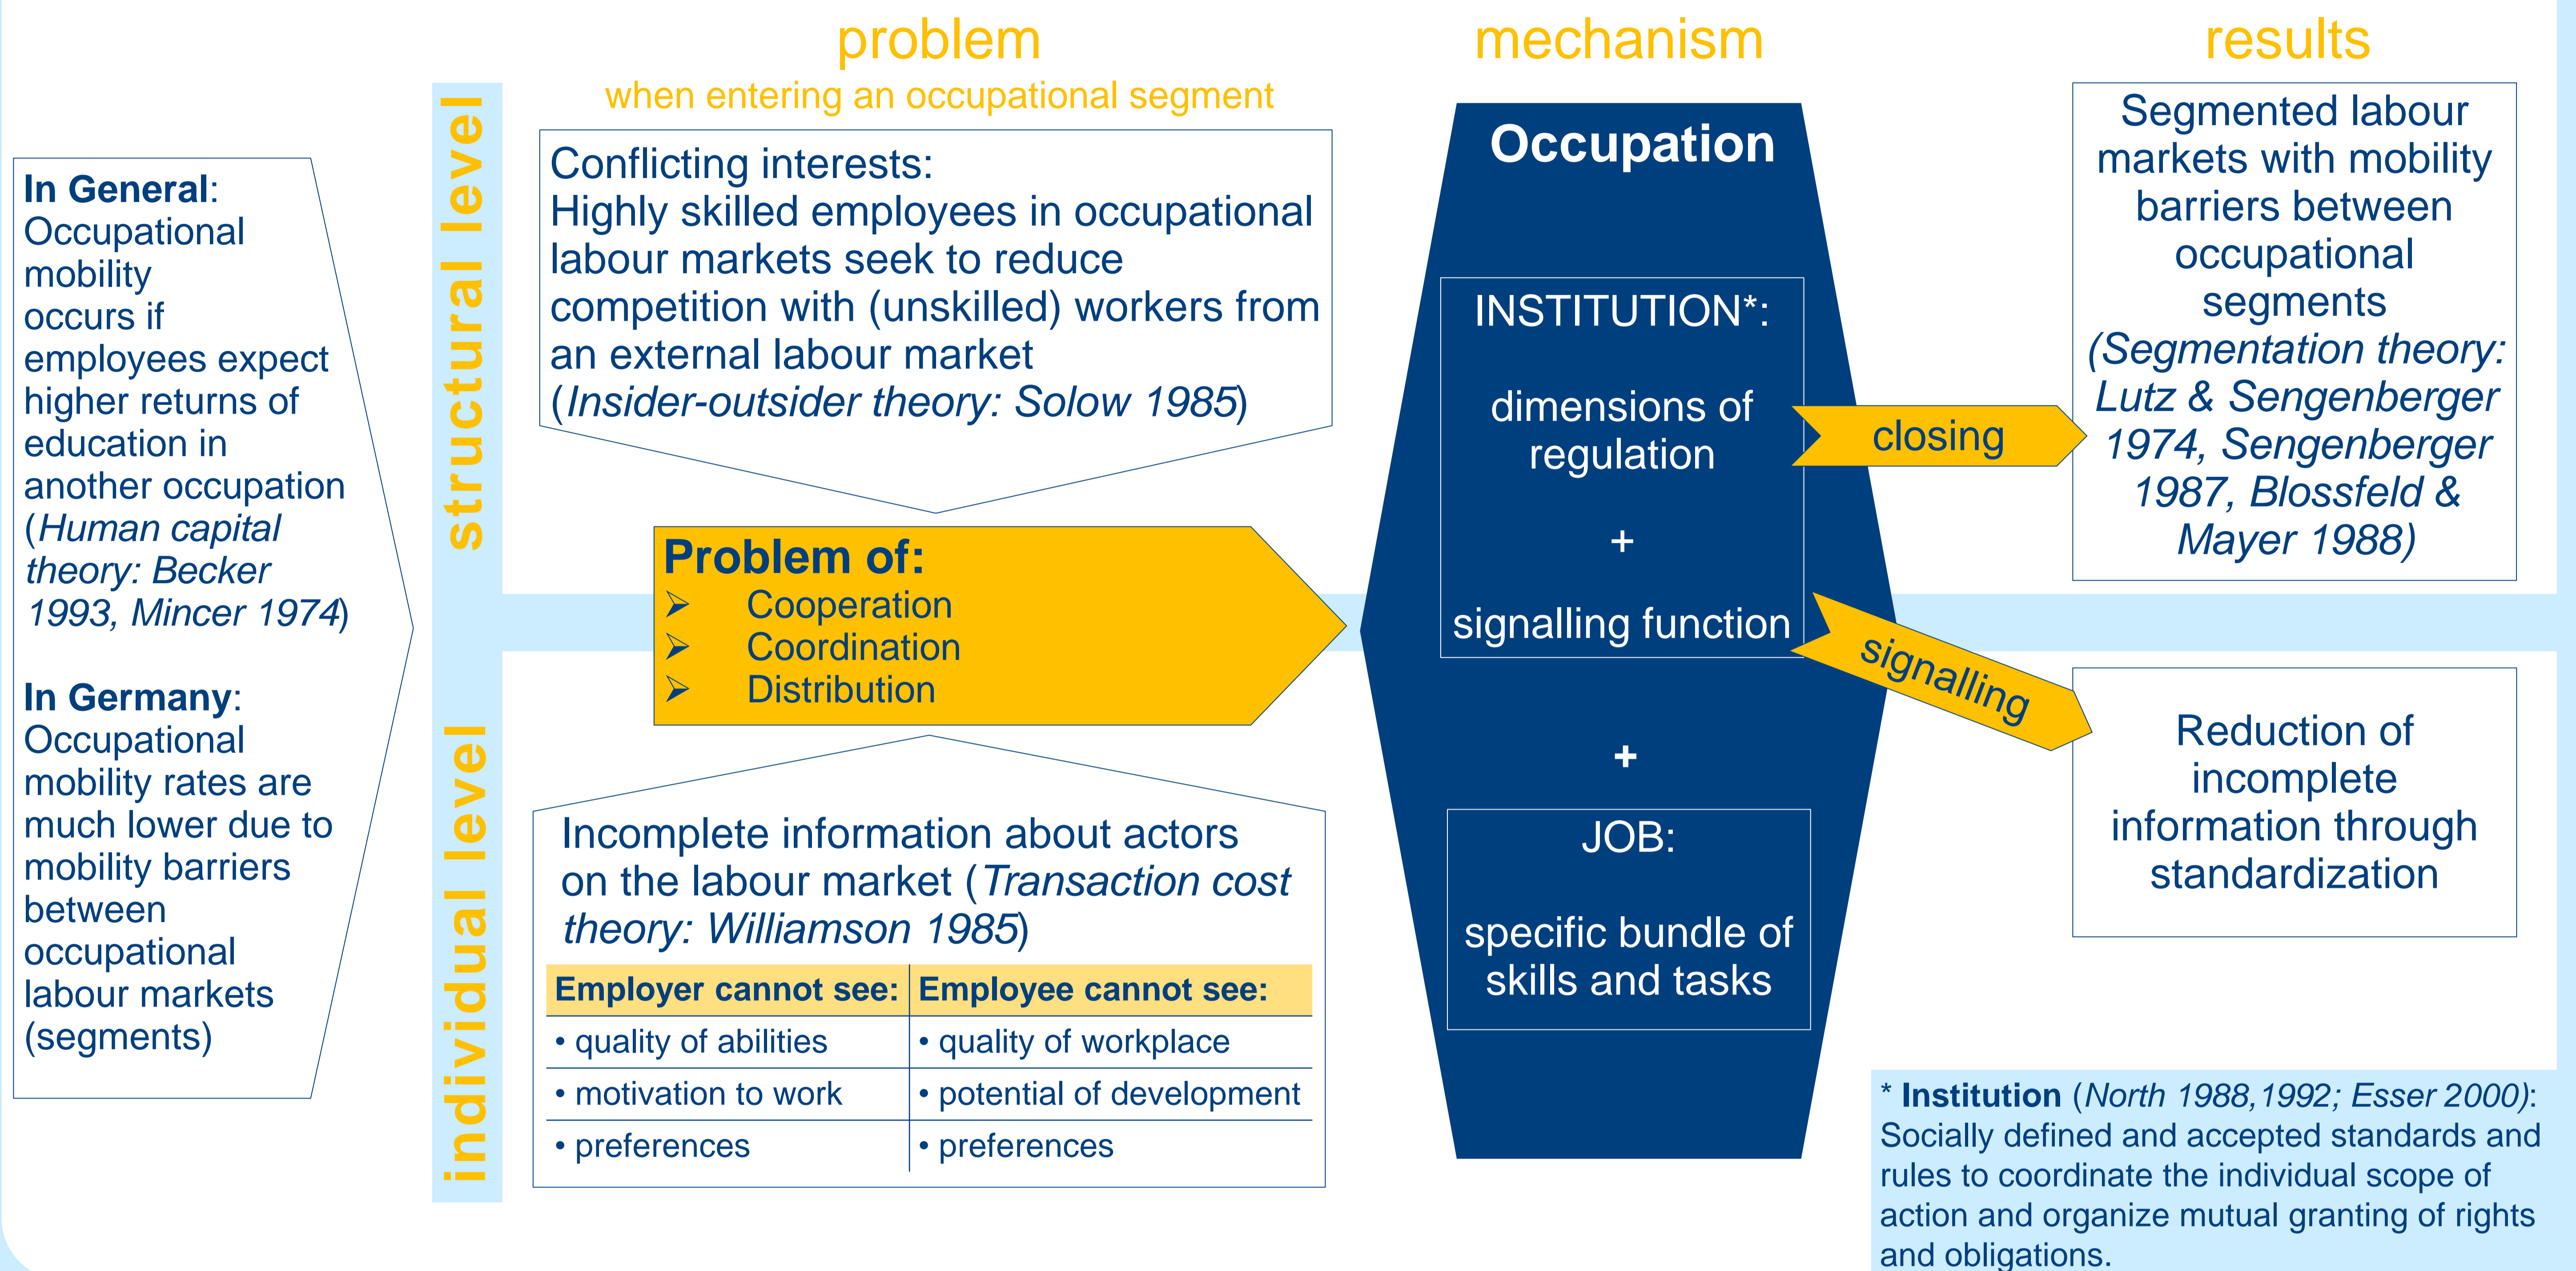 problem
when entering an occupational segment
mechanism
results
In General:
Occupational
mobility
occurs if
employees expect
higher returns of
education in
another occupation
(Human capital
theory: Becker
1993, Mincer 1974)
In Germany:
Occupational
mobility rates are
much lower due to
mobility barriers
between
occupational
labour markets
(segments)
structural level
individual level
Conflicting interests:
Highly skilled employees in occupational
labour markets seek to reduce
competition with (unskilled) workers from
an external labour market
(Insider-outsider theory: Solow 1985)
Problem of:
➢ Cooperation
➢ Coordination
➢ Distribution
Incomplete information about actors
on the labour market (Transaction cost
theory: Williamson 1985)
Employer cannot see: Employee cannot see:
• quality of abilities • quality of workplace
• motivation to work • potential of development
• preferences • preferences
Occupation
INSTITUTION*:
dimensions of
regulation
+
signalling function
+
JOB:
specific bundle of
skills and tasks
closing
signalling
Segmented labour
markets with mobility
barriers between
occupational
segments
(Segmentation theory:
Lutz & Sengenberger
1974, Sengenberger
1987, Blossfeld &
Mayer 1988)
Reduction of
incomplete
information through
standardization
* Institution (North 1988,1992; Esser 2000):
Socially defined and accepted standards and
rules to coordinate the individual scope of
action and organize mutual granting of rights
and obligations.